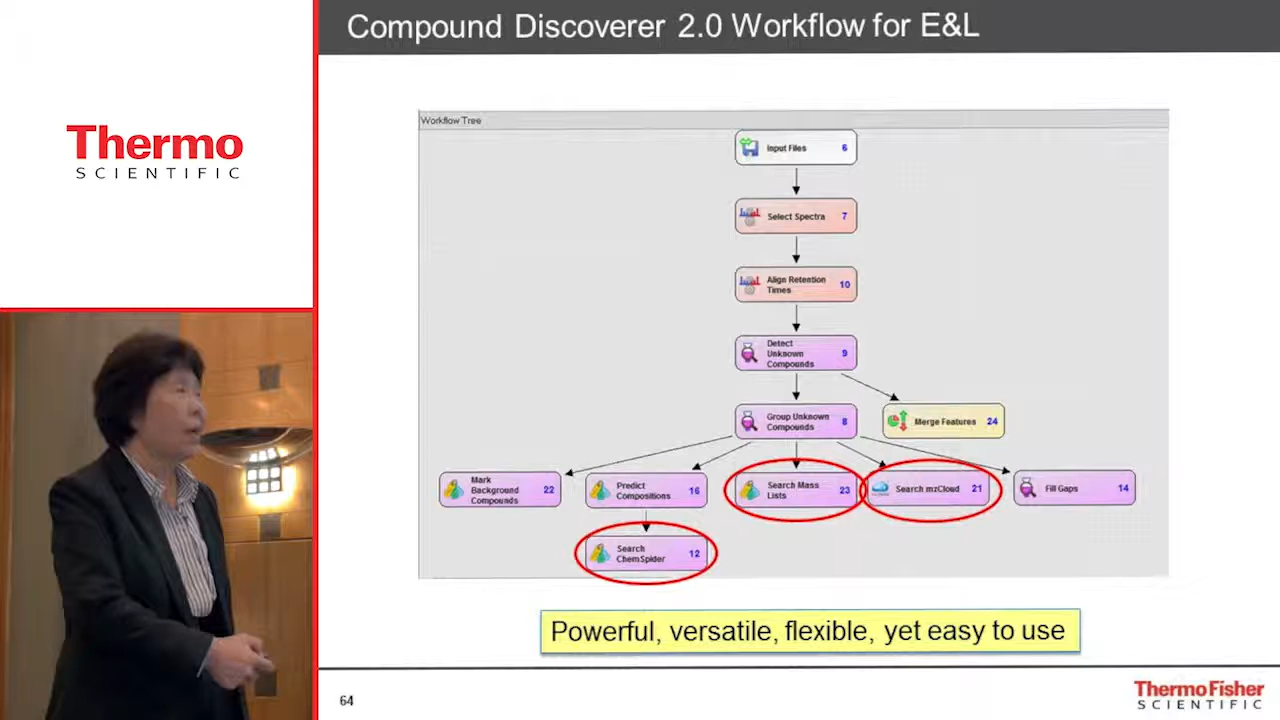 Compound Discoverer 2.0 Workflow for E&L
Thermo
SCIENTIFIC
Workflow Tree
Input Files 6
Select Spectra 7
Align Retention
Times 10
Detect
Unknown
Compounds 9
Group Unknown
Compounds 8
Merge Features 24
Mark
Background
Compounds 22
Predict
Compositions 16
Search Mass
Lists 23
Search mzCloud 21
Fill Gaps 14
Search
ChemSpider 12
Powerful, versatile, flexible, yet easy to use
64
ThermoFisher
SCIENTIFIC